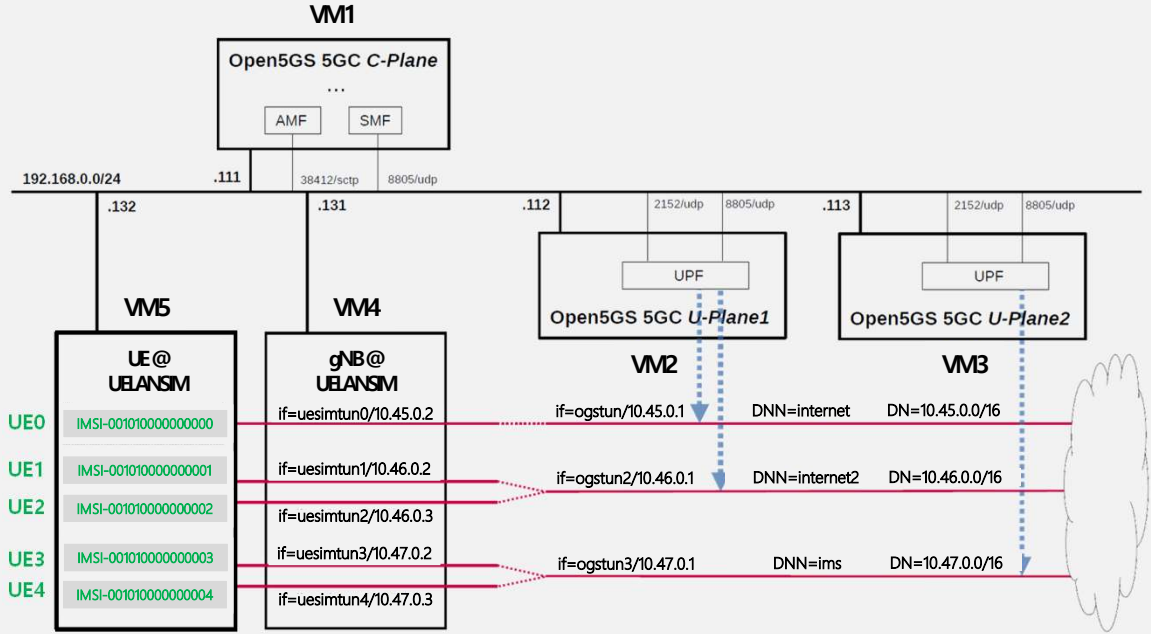 VM1
Open5GS 5GC C-Plane
...
AMF
SMF
192.168.0.0/24
.111
38412/sctp
8805/udp
.132
.131
.112
2152/udp
8805/udp
.113
2152/udp
8805/udp
UPF
UPF
Open5GS 5GC U-Plane1
Open5GS 5GC U-Plane2
VM5
VM4
VM2
VM3
UE@
UELANSIM
gNB@
UELANSIM
UE0
IMSI-001010000000000
if=uesimtun0/10.45.0.2
if=ogstun/10.45.0.1
DNN=internet
DN=10.45.0.0/16
UE1
IMSI-001010000000001
if=uesimtun1/10.46.0.2
if=ogstun2/10.46.0.1
DNN=internet2
DN=10.46.0.0/16
UE2
IMSI-001010000000002
if=uesimtun2/10.46.0.3
UE3
IMSI-001010000000003
if=uesimtun3/10.47.0.2
if=ogstun3/10.47.0.1
DNN=ims
DN=10.47.0.0/16
UE4
IMSI-001010000000004
if=uesimtun4/10.47.0.3